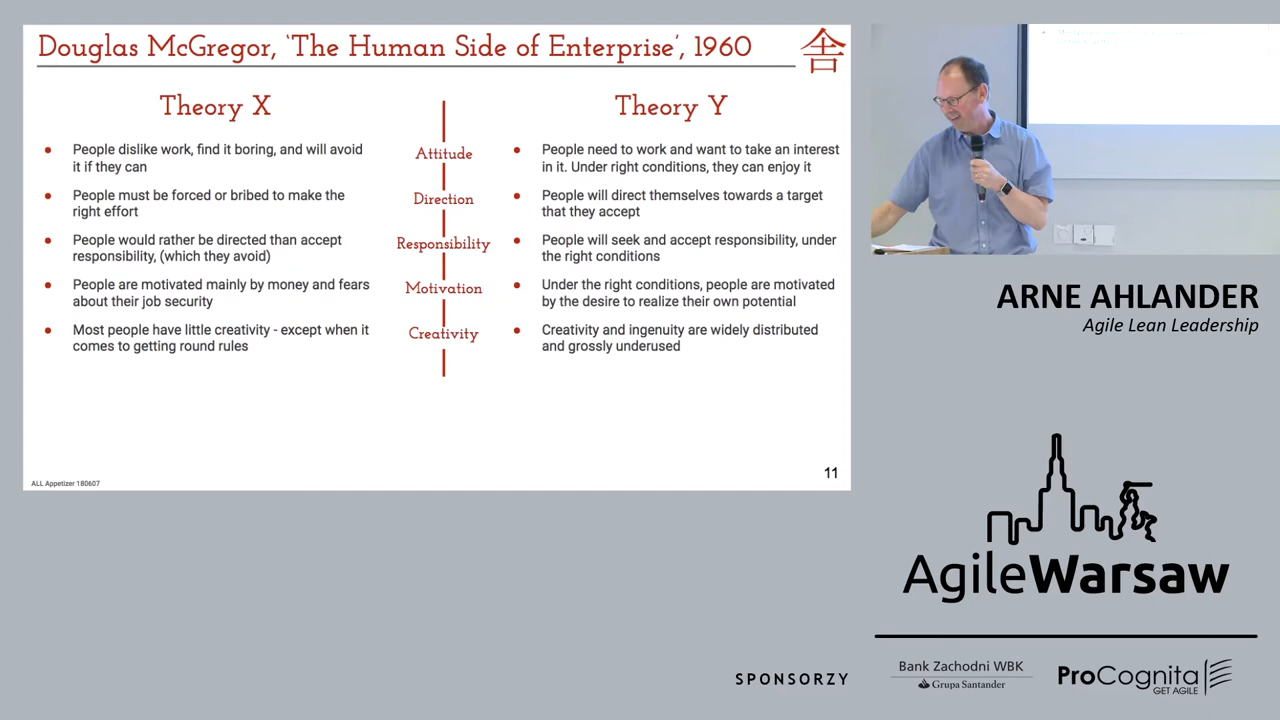 Douglas McGregor, ‘The Human Side of Enterprise’, 1960
舍
Theory X
Theory Y
People dislike work, find it boring, and will avoid
it if they can
Attitude
People need to work and want to take an interest
in it. Under right conditions, they can enjoy it
People must be forced or bribed to make the
right effort
Direction
People will direct themselves towards a target
that they accept
People would rather be directed than accept
responsibility, (which they avoid)
Responsibility
People will seek and accept responsibility, under
the right conditions
People are motivated mainly by money and fears
about their job security
Motivation
Under the right conditions, people are motivated
by the desire to realize their own potential
Most people have little creativity - except when it
comes to getting round rules
Creativity
Creativity and ingenuity are widely distributed
and grossly underused
11
ALL Appetizer 180607
ARNE AHLANDER
Agile Lean Leadership
AgileWarsaw
SPONSORZY
Bank Zachodni WBK
Grupa Santander
ProCognita
GET AGILE